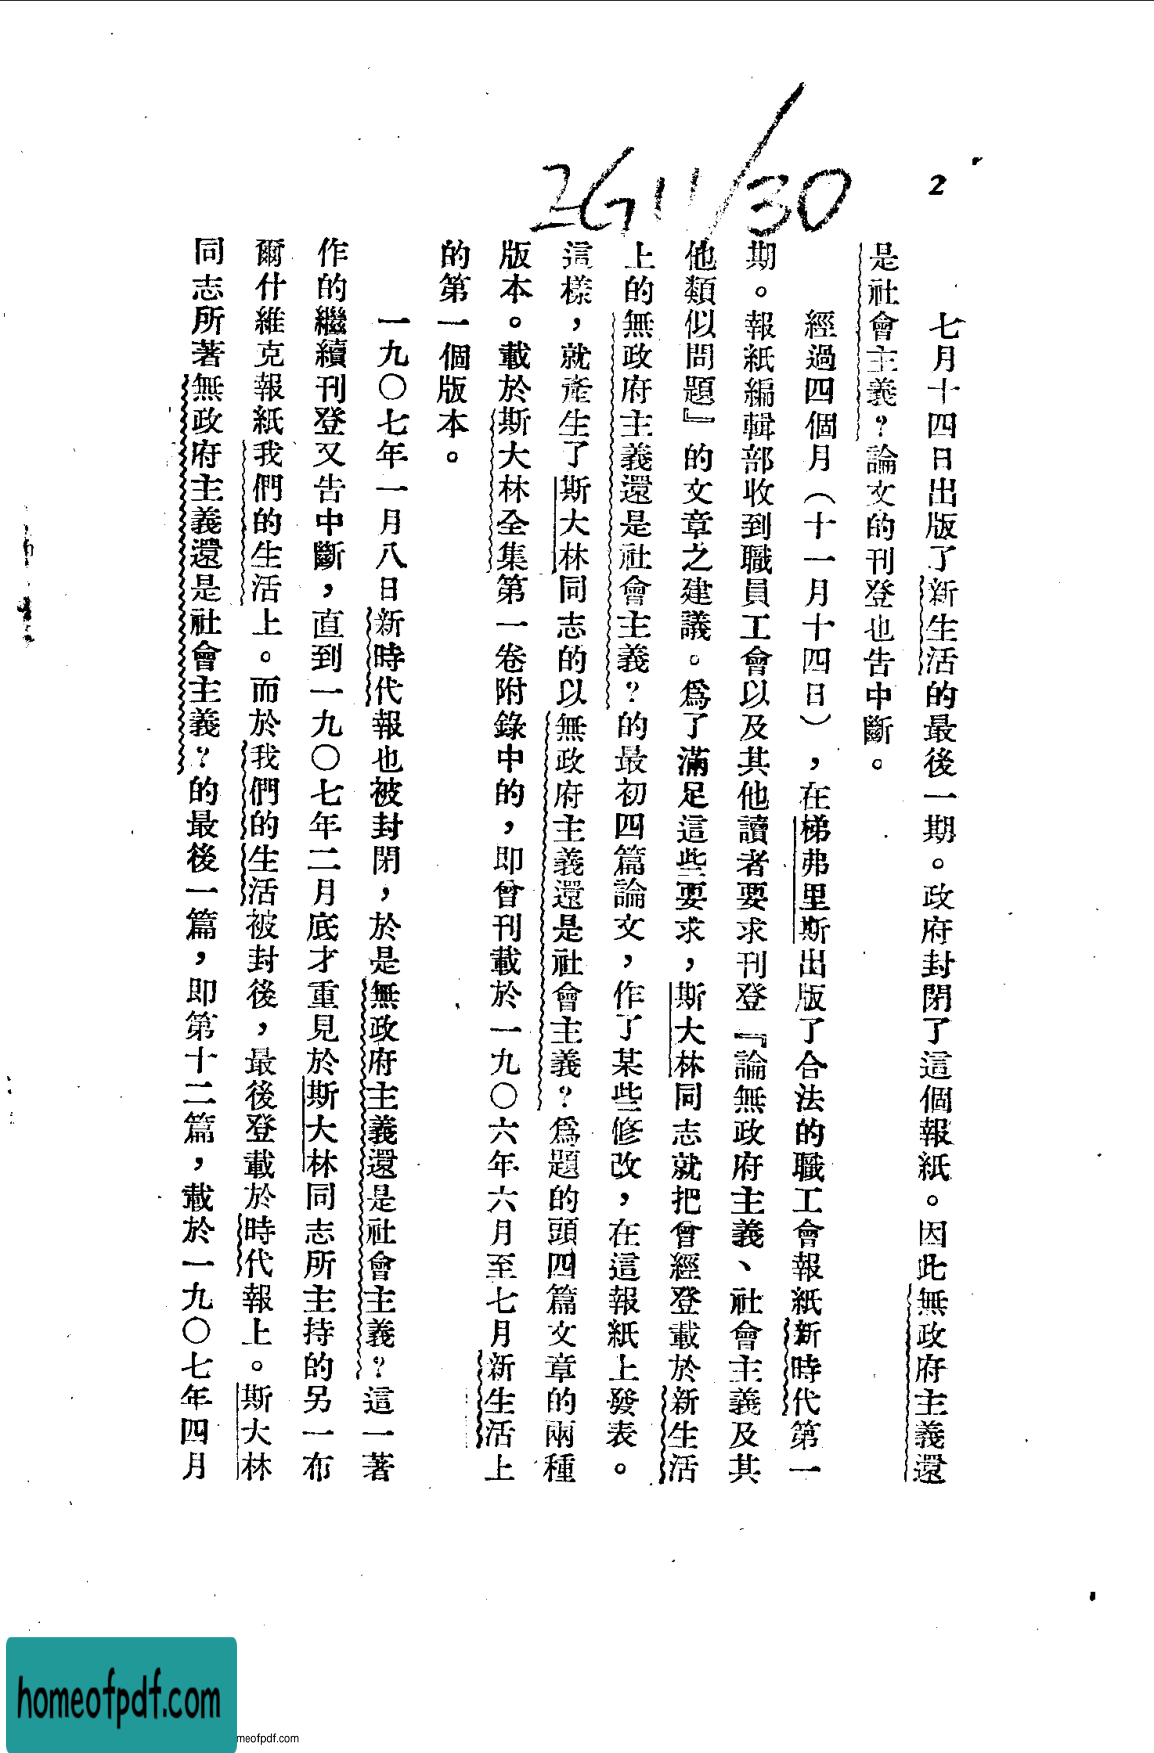 2
IG11/30
七月十四日出版了新生活的最後一期。政府封閉了這個報紙。因此無政府主義還
是社會主義？論文的刊登也告中斷。
經過四個月（十一月十四日），在梯弗里斯出版了合法的職工會報紙新時代第一
期。報紙編輯部收到職員工會以及其他讀者要求刊登『論無政府主義、社會主義及其
他類似問題』的文章之建議。爲了滿足這些要求，斯大林同志就把曾經登載於新生活
上的無政府主義還是社會主義？的最初四篇論文，作了某些修改，在這報紙上發表。
這樣，就產生了斯大林同志的以無政府主義還是社會主義？爲題的頭四篇文章的兩種
版本。載於斯大林全集第一卷附錄中的，即曾刊載於一九〇六年六月至七月新生活上
的第一個版本。
一九〇七年一月八日新時代報也被封閉，於是無政府主義還是社會主義？這一著
作的繼續刊登又告中斷，直到一九〇七年二月底才重見於斯大林同志所主持的另一布
爾什維克報紙我們的生活上。而於我們的生活被封後，最後登載於時代報上。斯大林
同志所著無政府主義還是社會主義？的最後一篇，即第十二篇，載於一九〇七年四月
homeofpdf.com
meofpdf.com